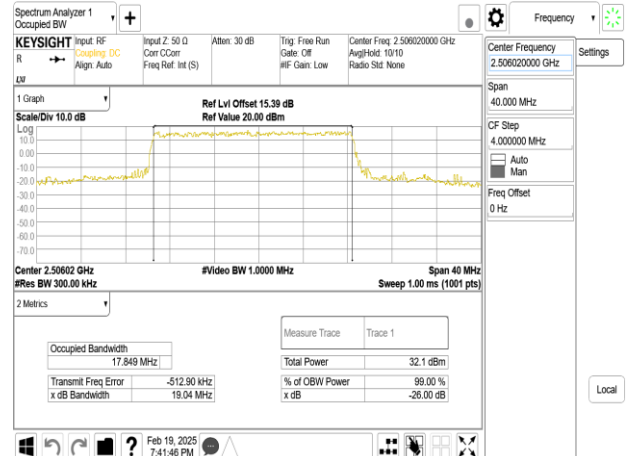 Spectrum Analyzer 1
Occupied BW
Frequency
KEYSIGHT
R
LXI
Input: RF
Coupling: DC
Align: Auto
Input Z: 50 Ω
Corr CCorr
Freq Ref: Int (S)
Atten: 30 dB
Trig: Free Run
Gate: Off
#IF Gain: Low
Center Freq: 2.506020000 GHz
Avg|Hold: 10/10
Radio Std: None
Center Frequency
2.506020000 GHz
Settings
Span
40.000 MHz
CF Step
4.000000 MHz
Auto
Man
Freq Offset
0 Hz
Local
1 Graph
Scale/Div 10.0 dB
Ref Lvl Offset 15.39 dB
Ref Value 20.00 dBm
Log
10.0
0.00
-10.0
-20.0
-30.0
-40.0
-50.0
-60.0
-70.0
Center 2.50602 GHz
#Video BW 1.0000 MHz
Span 40 MHz
#Res BW 300.00 kHz
Sweep 1.00 ms (1001 pts)
2 Metrics
Measure Trace
Trace 1
Occupied Bandwidth
17.849 MHz
Total Power
32.1 dBm
Transmit Freq Error
-512.90 kHz
% of OBW Power
99.00 %
x dB Bandwidth
19.04 MHz
x dB
-26.00 dB
?
Feb 19, 2025
7:41:46 PM